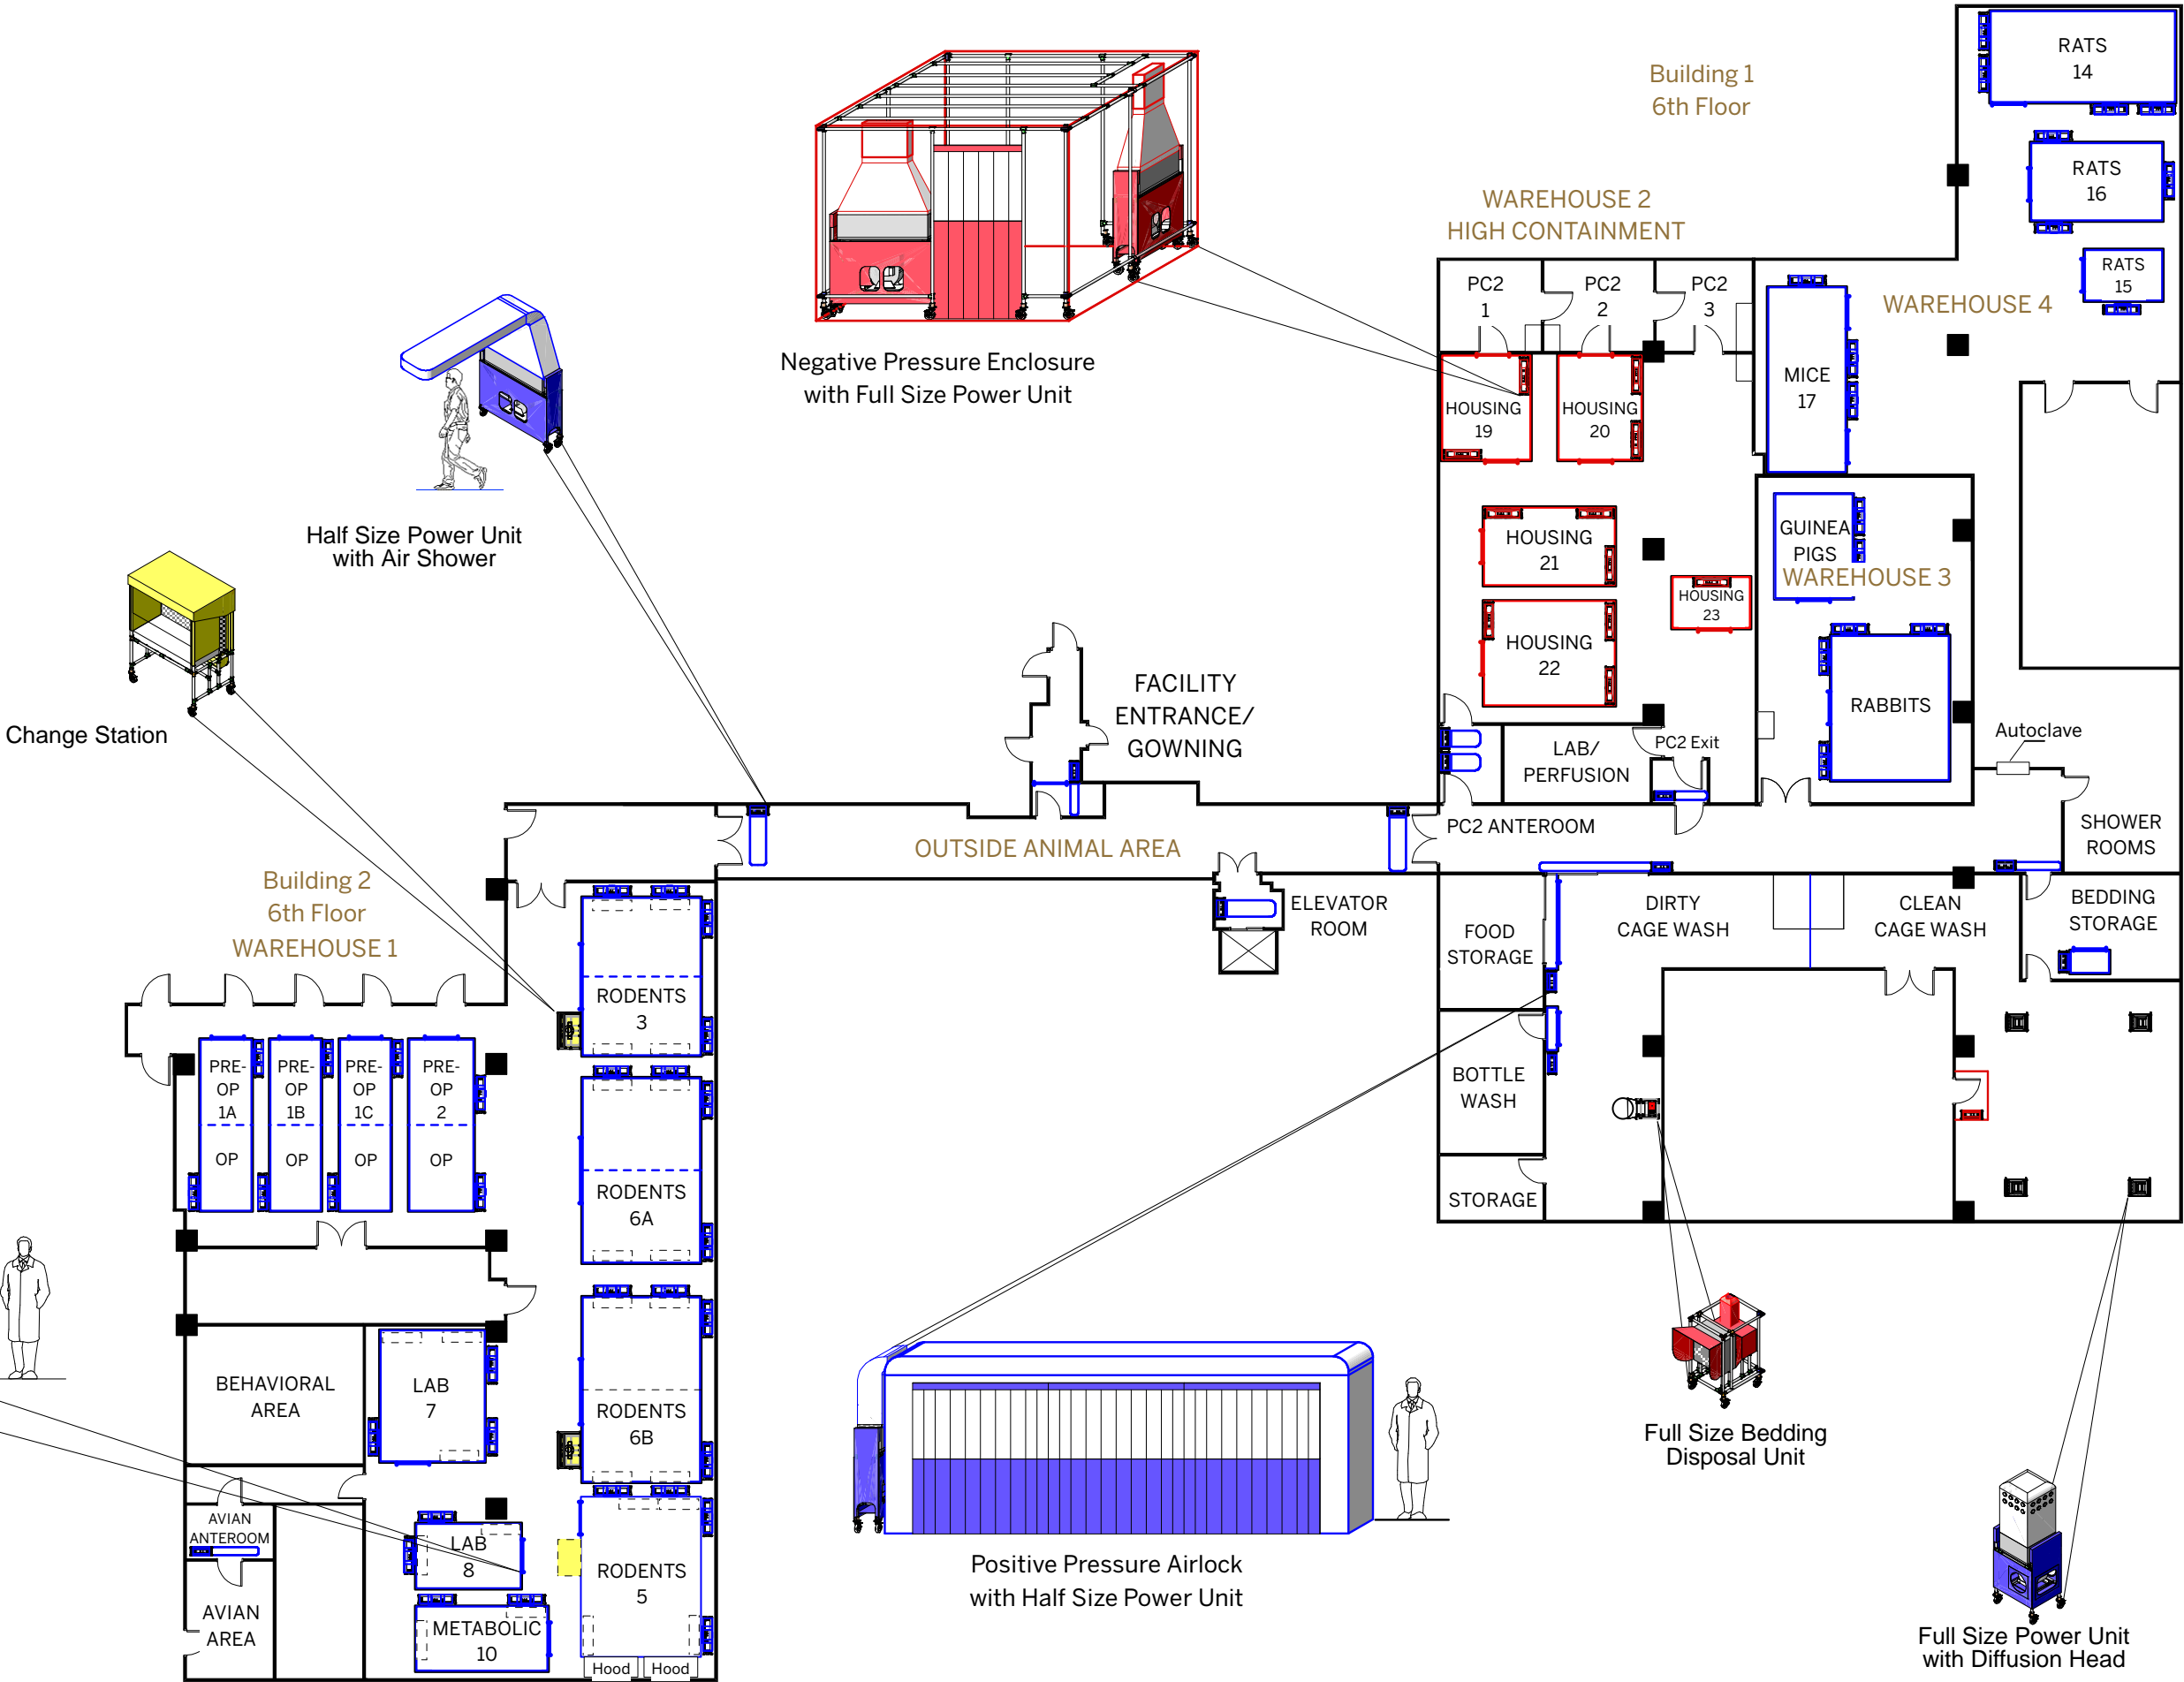 Building 1
6th Floor
RATS
14
RATS
16
RATS
15
WAREHOUSE 4
WAREHOUSE 2
HIGH CONTAINMENT
PC2
1
PC2
2
PC2
3
MICE
17
HOUSING
19
HOUSING
20
HOUSING
21
HOUSING
22
HOUSING
23
GUINEA
PIGS
WAREHOUSE 3
RABBITS
Autoclave
LAB/
PERFUSION
PC2 Exit
PC2 ANTEROOM
SHOWER
ROOMS
Negative Pressure Enclosure
with Full Size Power Unit
Half Size Power Unit
with Air Shower
Change Station
FACILITY
ENTRANCE/
GOWNING
OUTSIDE ANIMAL AREA
ELEVATOR
ROOM
FOOD
STORAGE
DIRTY
CAGE WASH
CLEAN
CAGE WASH
BEDDING
STORAGE
BOTTLE
WASH
STORAGE
Building 2
6th Floor
WAREHOUSE 1
PRE-
OP
1A
OP
PRE-
OP
1B
OP
PRE-
OP
1C
OP
PRE-
OP
2
OP
RODENTS
3
RODENTS
6A
RODENTS
6B
RODENTS
5
Hood
Hood
BEHAVIORAL
AREA
LAB
7
AVIAN
ANTEROOM
LAB
8
AVIAN
AREA
METABOLIC
10
Positive Pressure Airlock
with Half Size Power Unit
Full Size Bedding
Disposal Unit
Full Size Power Unit
with Diffusion Head